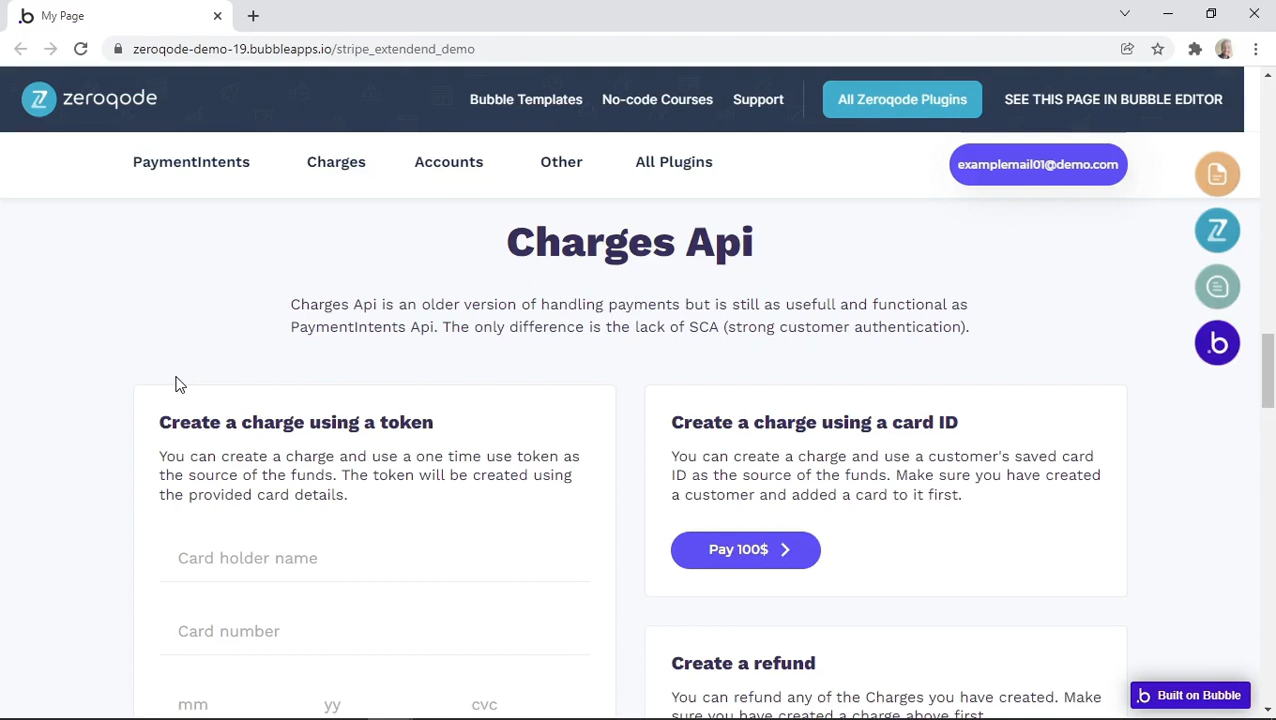 My Page
zeroqode-demo-19.bubbleapps.io/stripe_extendend_demo
zeroqode
Bubble Templates
No-code Courses
Support
All Zeroqode Plugins
SEE THIS PAGE IN BUBBLE EDITOR
PaymentIntents
Charges
Accounts
Other
All Plugins
examplemail01@demo.com
Charges Api
Charges Api is an older version of handling payments but is still as usefull and functional as
PaymentIntents Api. The only difference is the lack of SCA (strong customer authentication).
Create a charge using a token
You can create a charge and use a one time use token as
the source of the funds. The token will be created using
the provided card details.
Card holder name
Card number
mm
yy
cvc
Create a charge using a card ID
You can create a charge and use a customer's saved card
ID as the source of the funds. Make sure you have created
a customer and added a card to it first.
Pay 100$
Create a refund
You can refund any of the Charges you have created. Make
sure you have created a charge above first.
Built on Bubble